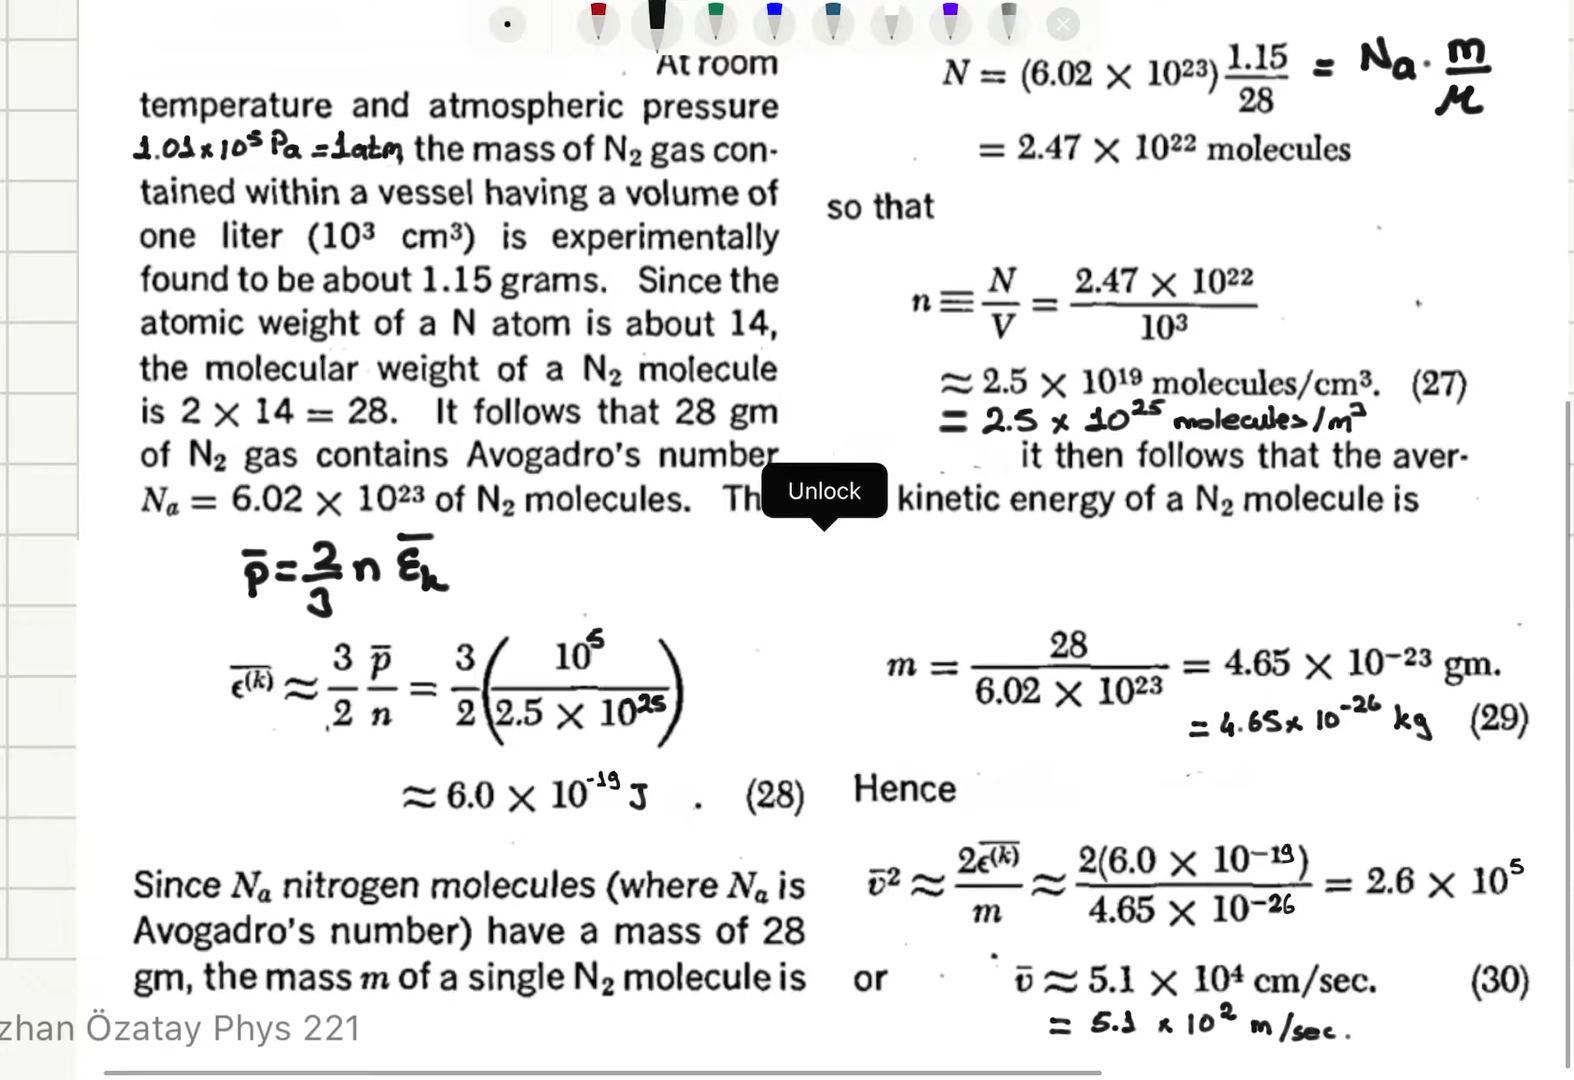 At room
temperature and atmospheric pressure
1.01 x 10⁵ Pa = 1 atm, the mass of N₂ gas con-
tained within a vessel having a volume of
one liter (10³ cm³) is experimentally
found to be about 1.15 grams. Since the
atomic weight of a N atom is about 14,
the molecular weight of a N₂ molecule
is 2 × 14 = 28. It follows that 28 gm
of N₂ gas contains Avogadro's number
Nₐ = 6.02 × 10²³ of N₂ molecules. Th
p̄ = 2/3 n ε̄ₖ
ϵ̅⁽ᵏ⁾ ≈ 3/2 p̄/n = 3/2 (10⁵ / 2.5 × 10²⁵)
≈ 6.0 × 10⁻¹⁹ J . (28)
Since Nₐ nitrogen molecules (where Nₐ is
Avogadro's number) have a mass of 28
gm, the mass m of a single N₂ molecule is
N = (6.02 × 10²³) 1.15/28 = Nₐ · m/μ
= 2.47 × 10²² molecules
so that
n ≡ N/V = 2.47 × 10²² / 10³
≈ 2.5 × 10¹⁹ molecules/cm³. (27)
= 2.5 x 10²⁵ molecules/m³
it then follows that the aver-
kinetic energy of a N₂ molecule is
m = 28 / 6.02 × 10²³ = 4.65 × 10⁻²³ gm.
= 4.65 x 10⁻²⁶ kg (29)
Hence
v̄² ≈ 2ϵ̅⁽ᵏ⁾/m ≈ 2(6.0 × 10⁻¹⁹) / 4.65 × 10⁻²⁶ = 2.6 × 10⁵
or v̄ ≈ 5.1 × 10⁴ cm/sec. (30)
= 5.1 x 10² m/sec.
Unlock
zhan Özatay Phys 221